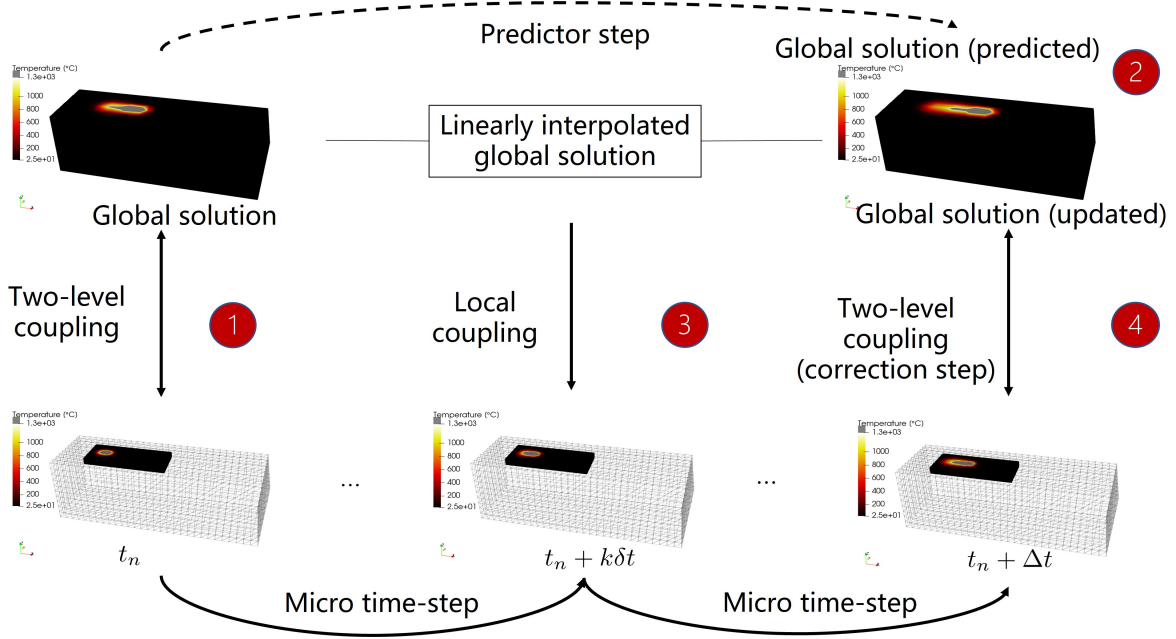 Predictor step
Global solution (predicted)
2
Temperature (°C)
1.3e+03
1000
800
600
400
200
2.5e+01
Linearly interpolated
global solution
Temperature (°C)
1.3e+03
1000
800
600
400
200
2.5e+01
Global solution
Global solution (updated)
Two-level
coupling
1
Local
coupling
3
Two-level
coupling
(correction step)
4
Temperature (°C)
1.3e+03
1000
800
600
400
200
2.5e+01
...
Temperature (°C)
1.3e+03
1000
800
600
400
200
2.5e+01
...
Temperature (°C)
1.3e+03
1000
800
600
400
200
2.5e+01
tₙ
tₙ + kδt
tₙ + Δt
Micro time-step
Micro time-step